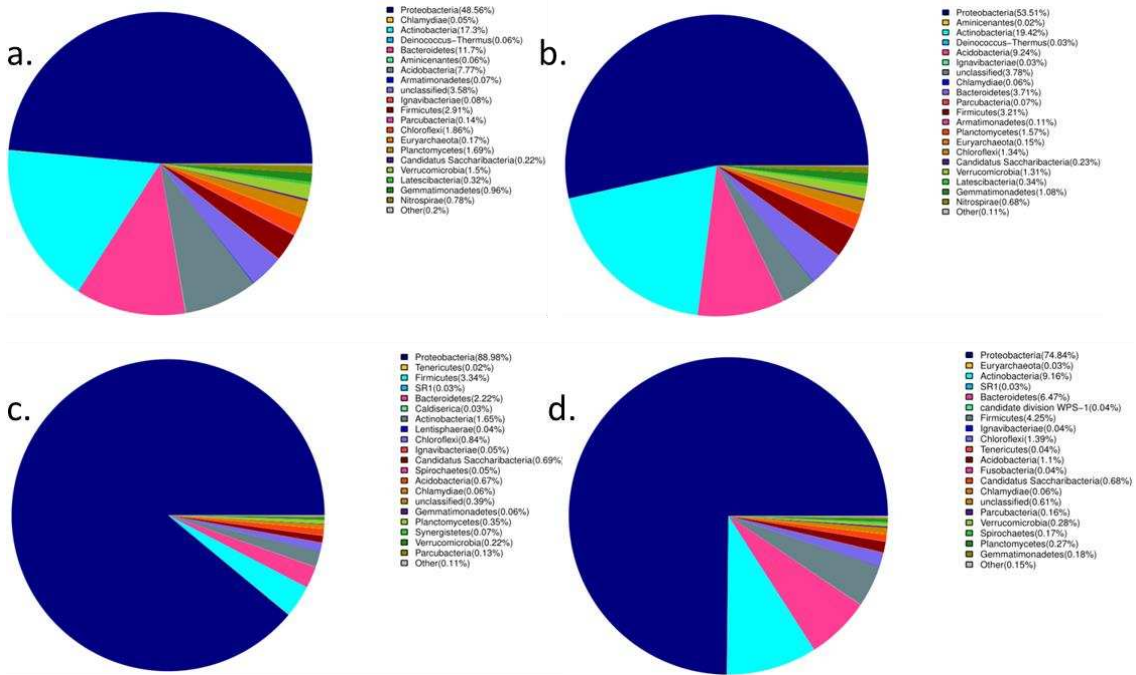 a.
Proteobacteria(48.56%)
Chlamydiae(0.05%)
Actinobacteria(17.3%)
Deinococcus-Thermus(0.06%)
Bacteroidetes(11.7%)
Aminicenantes(0.06%)
Acidobacteria(7.77%)
Armatimonadetes(0.07%)
unclassified(3.58%)
Ignavibacteriae(0.08%)
Firmicutes(2.91%)
Parcubacteria(0.14%)
Chloroflexi(1.86%)
Euryarchaeota(0.17%)
Planctomycetes(1.69%)
Candidatus Saccharibacteria(0.22%)
Verrucomicrobia(1.5%)
Latescibacteria(0.32%)
Gemmatimonadetes(0.96%)
Nitrospirae(0.78%)
Other(0.2%)
b.
Proteobacteria(53.51%)
Aminicenantes(0.02%)
Actinobacteria(19.42%)
Deinococcus-Thermus(0.03%)
Acidobacteria(9.24%)
Ignavibacteriae(0.03%)
unclassified(3.78%)
Chlamydiae(0.06%)
Bacteroidetes(3.71%)
Parcubacteria(0.07%)
Firmicutes(3.21%)
Armatimonadetes(0.11%)
Planctomycetes(1.57%)
Euryarchaeota(0.15%)
Chloroflexi(1.34%)
Candidatus Saccharibacteria(0.23%)
Verrucomicrobia(1.31%)
Latescibacteria(0.34%)
Gemmatimonadetes(1.08%)
Nitrospirae(0.68%)
Other(0.11%)
c.
Proteobacteria(88.98%)
Tenericutes(0.02%)
Firmicutes(3.34%)
SR1(0.03%)
Bacteroidetes(2.22%)
Caldiserica(0.03%)
Actinobacteria(1.65%)
Lentisphaerae(0.04%)
Chloroflexi(0.84%)
Ignavibacteriae(0.05%)
Candidatus Saccharibacteria(0.69%)
Spirochaetes(0.05%)
Acidobacteria(0.67%)
Chlamydiae(0.06%)
unclassified(0.39%)
Gemmatimonadetes(0.06%)
Planctomycetes(0.35%)
Synergistetes(0.07%)
Verrucomicrobia(0.22%)
Parcubacteria(0.13%)
Other(0.11%)
d.
Proteobacteria(74.84%)
Euryarchaeota(0.03%)
Actinobacteria(9.16%)
SR1(0.03%)
Bacteroidetes(6.47%)
candidate division WPS-1(0.04%)
Firmicutes(4.25%)
Ignavibacteriae(0.04%)
Chloroflexi(1.39%)
Tenericutes(0.04%)
Acidobacteria(1.1%)
Fusobacteria(0.04%)
Candidatus Saccharibacteria(0.68%)
Chlamydiae(0.06%)
unclassified(0.61%)
Parcubacteria(0.16%)
Verrucomicrobia(0.28%)
Spirochaetes(0.17%)
Planctomycetes(0.27%)
Gemmatimonadetes(0.18%)
Other(0.15%)